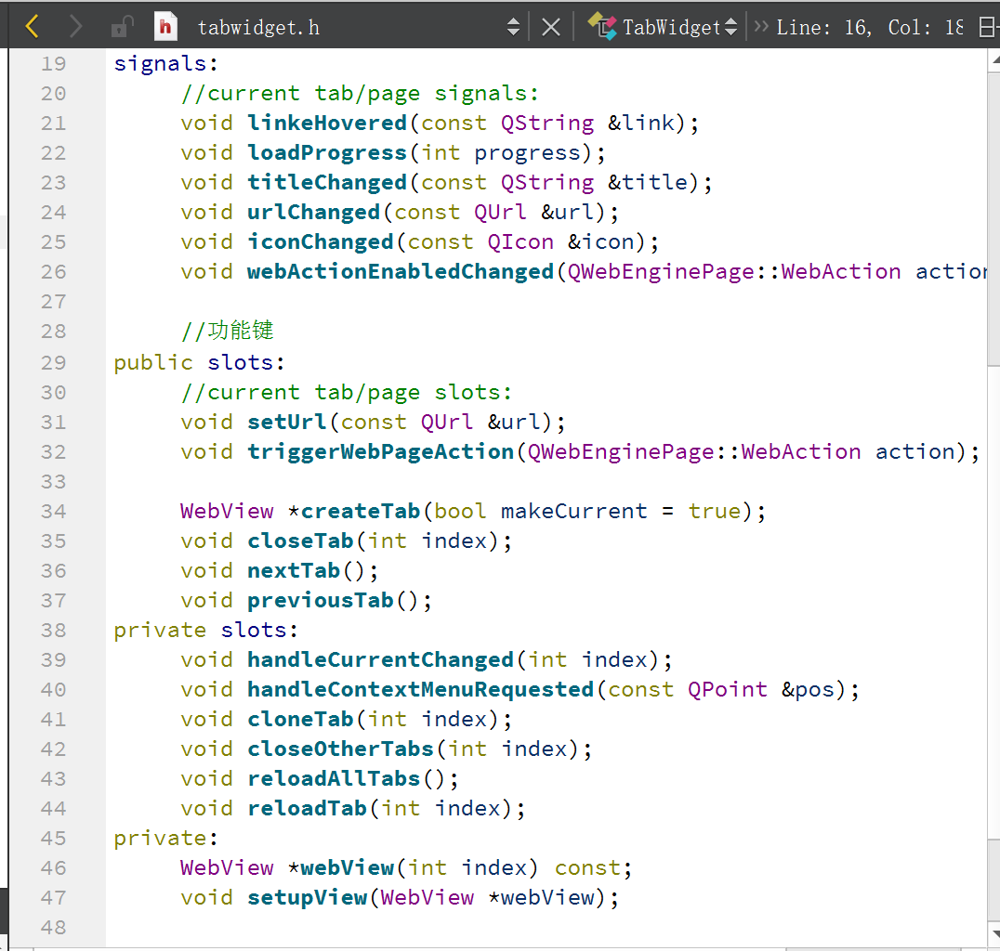 h tabwidget.h TabWidget >> Line: 16, Col: 18
19 signals:
20 //current tab/page signals:
21 void linkeHovered(const QString &link);
22 void loadProgress(int progress);
23 void titleChanged(const QString &title);
24 void urlChanged(const QUrl &url);
25 void iconChanged(const QIcon &icon);
26 void webActionEnabledChanged(QWebEnginePage::WebAction action
27
28 //功能键
29 public slots:
30 //current tab/page slots:
31 void setUrl(const QUrl &url);
32 void triggerWebPageAction(QWebEnginePage::WebAction action);
33
34 WebView *createTab(bool makeCurrent = true);
35 void closeTab(int index);
36 void nextTab();
37 void previousTab();
38 private slots:
39 void handleCurrentChanged(int index);
40 void handleContextMenuRequested(const QPoint &pos);
41 void cloneTab(int index);
42 void closeOtherTabs(int index);
43 void reloadAllTabs();
44 void reloadTab(int index);
45 private:
46 WebView *webView(int index) const;
47 void setupView(WebView *webView);
48